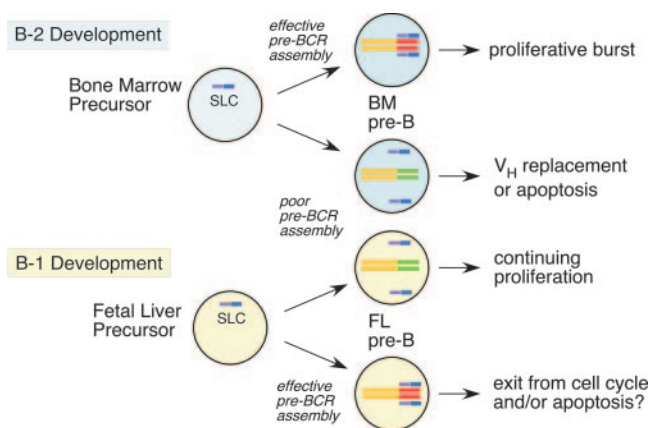 B-2 Development
effective
pre-BCR
assembly
proliferative burst
Bone Marrow
Precursor
SLC
BM
pre-B
VH replacement
or apoptosis
poor
pre-BCR
assembly
B-1 Development
continuing
proliferation
Fetal Liver
Precursor
SLC
FL
pre-B
effective
pre-BCR
assembly
exit from cell cycle
and/or apoptosis?